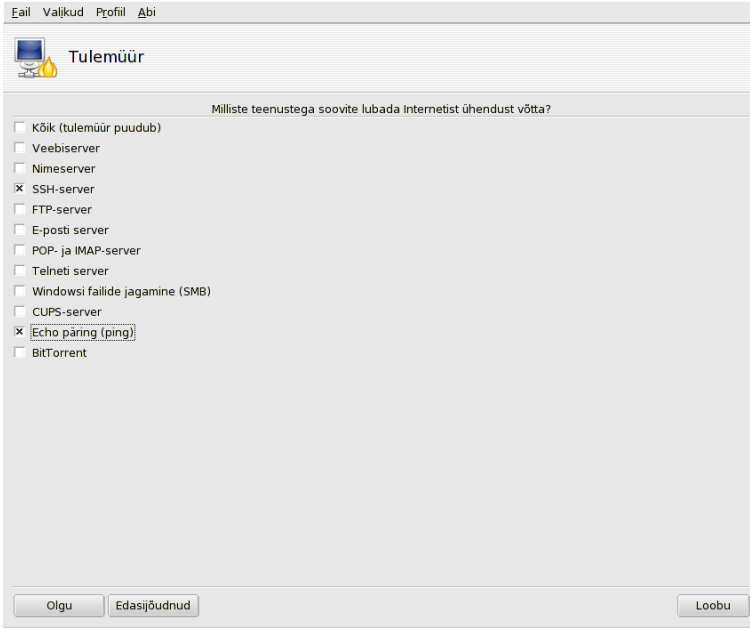 Fail Valikud Profiil Abi
Tulemüür
Milliste teenustega soovite lubada Internetist ühendust võtta?
Kõik (tulemüür puudub)
Veebiserver
Nimeserver
SSH-server
FTP-server
E-posti server
POP- ja IMAP-server
Telneti server
Windowsi failide jagamine (SMB)
CUPS-server
Echo päring (ping)
BitTorrent
Olgu Edasijõudnud Loobu